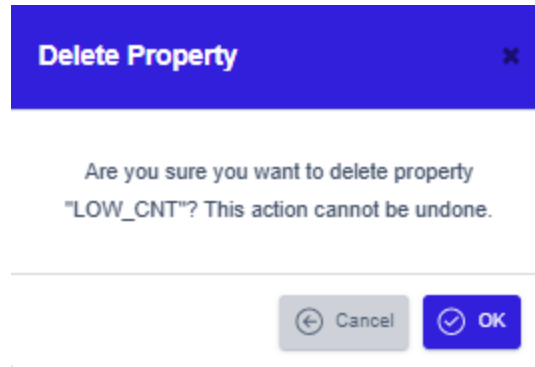 Delete Property
Are you sure you want to delete property
"LOW_CNT"? This action cannot be undone.
Cancel
OK